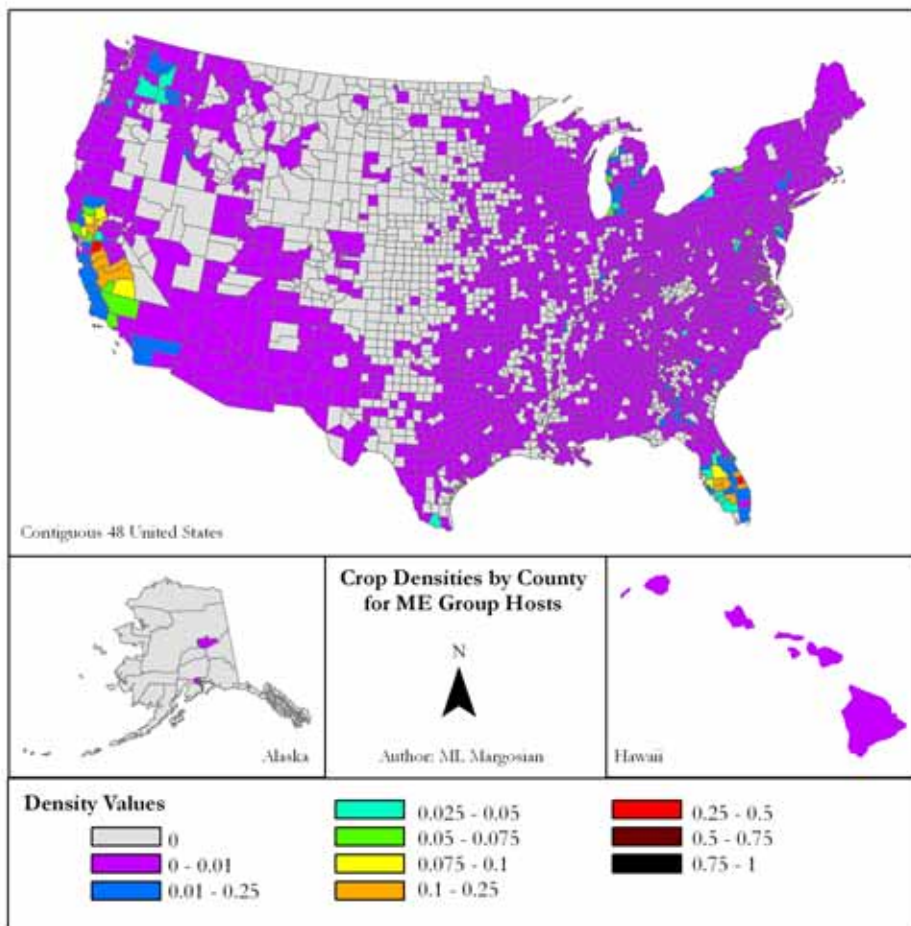 Contiguous 48 United States
Crop Densities by County
for ME Group Hosts
N
Alaska
Author: ML Margosian
Hawaii
Density Values
0
0 - 0.01
0.01 - 0.25
0.025 - 0.05
0.05 - 0.075
0.075 - 0.1
0.1 - 0.25
0.25 - 0.5
0.5 - 0.75
0.75 - 1